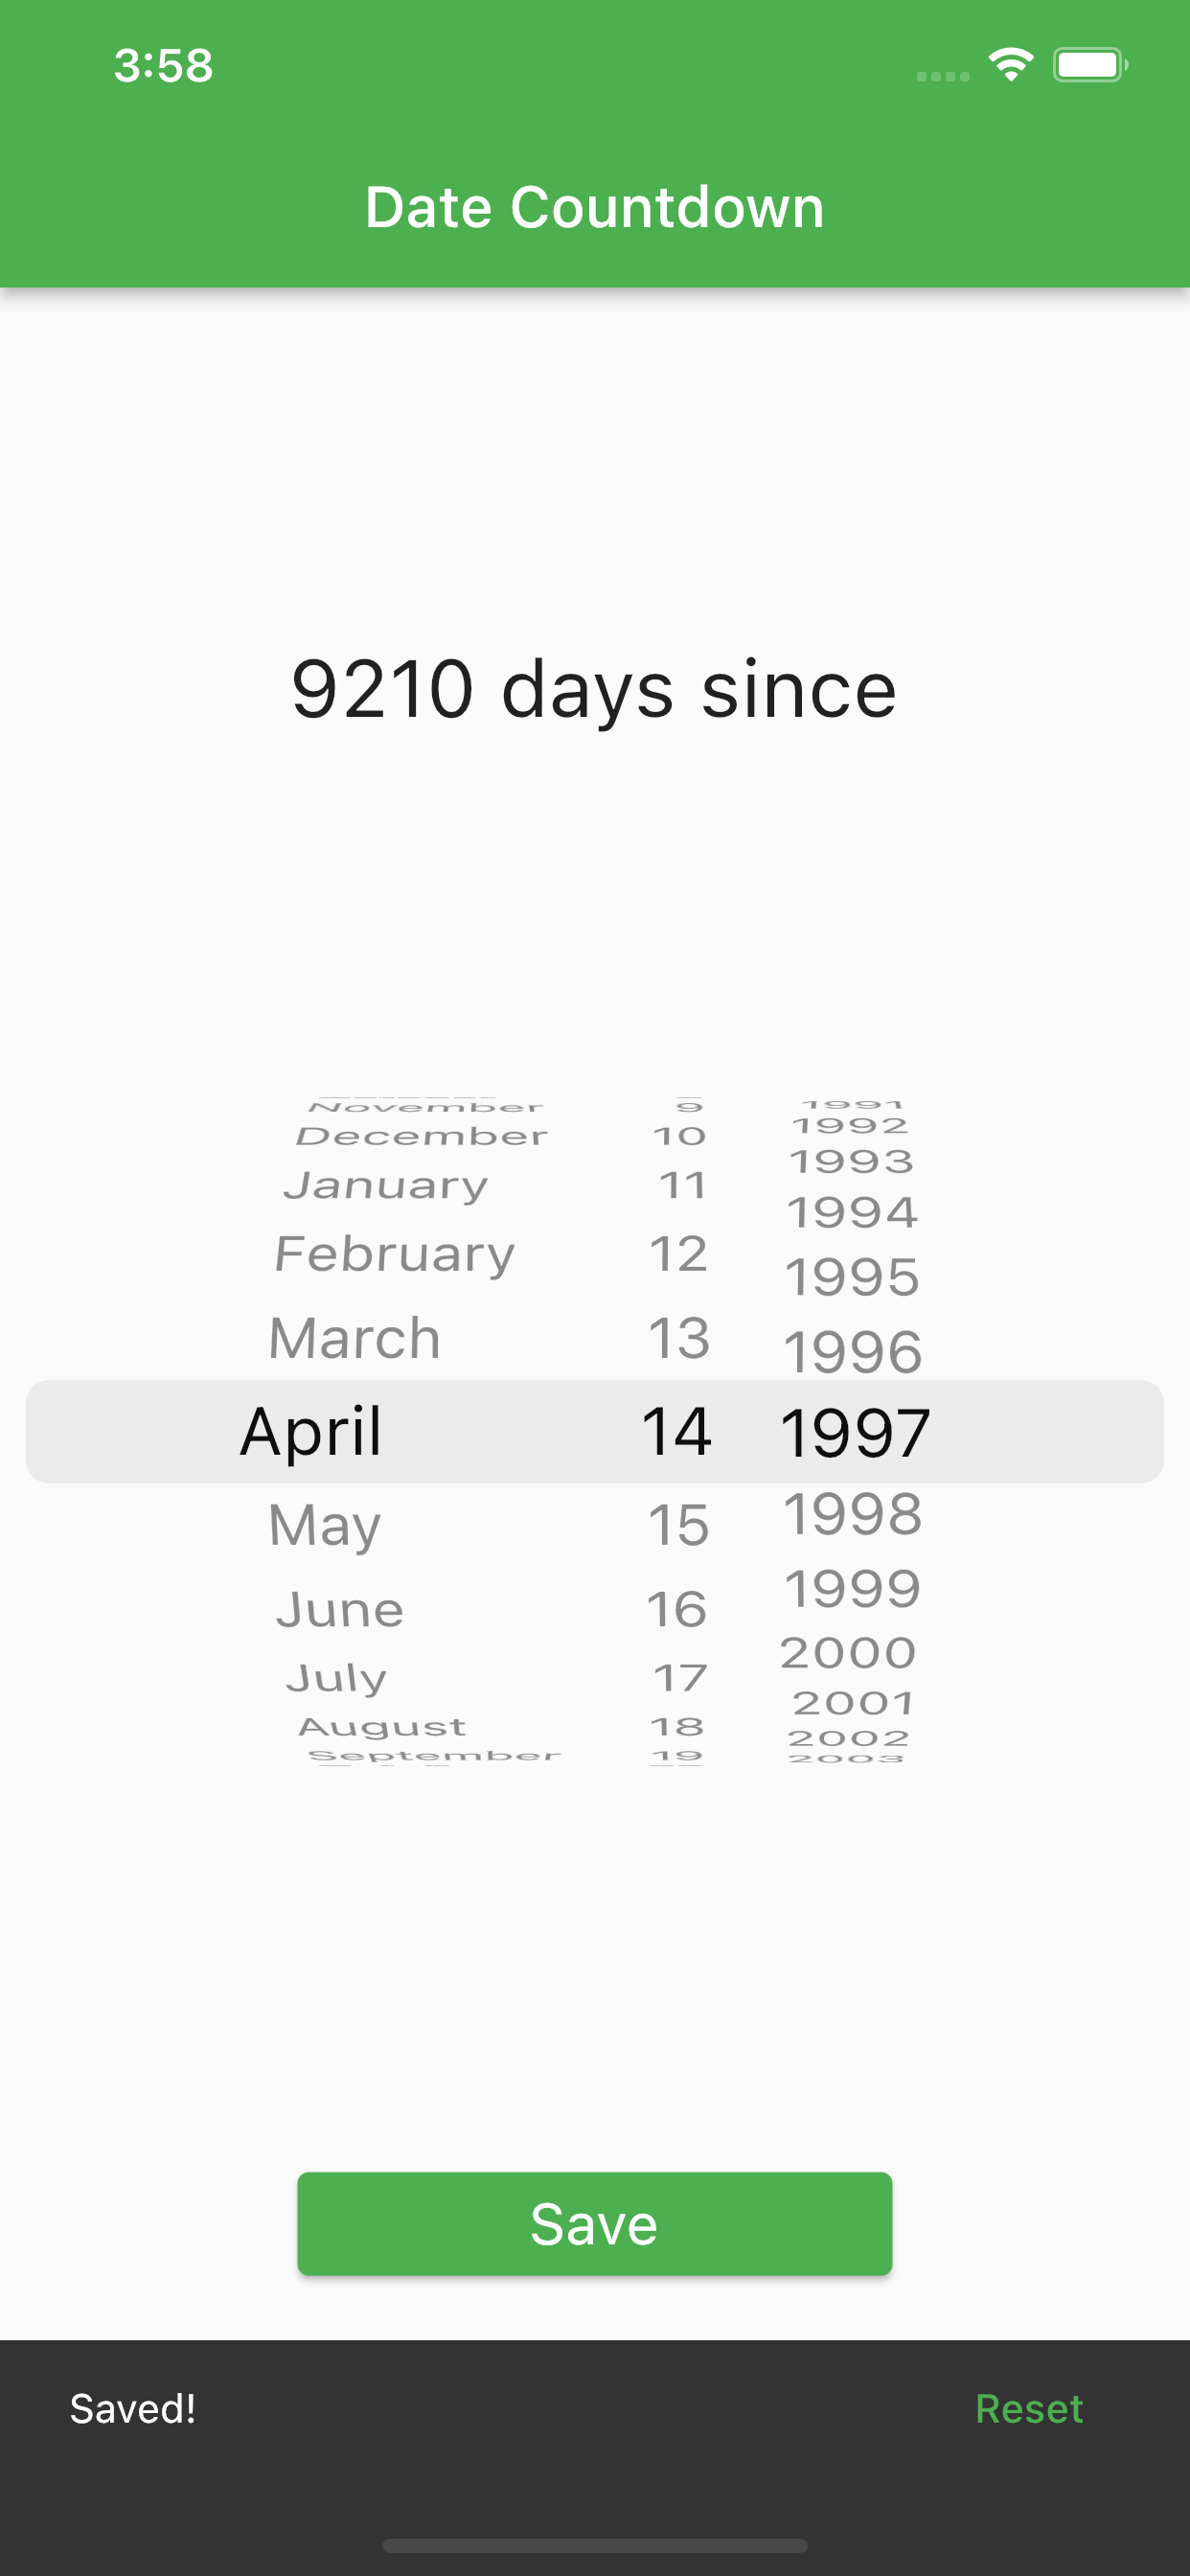 3:58
Date Countdown
9210 days since
November 9 1991
December 10 1992
January 11 1993
February 12 1994
March 13 1995
April 14 1996
May 15 1997
June 16 1998
July 17 1999
August 18 2000
September 19 2001
2002
2003
Save
Saved! Reset